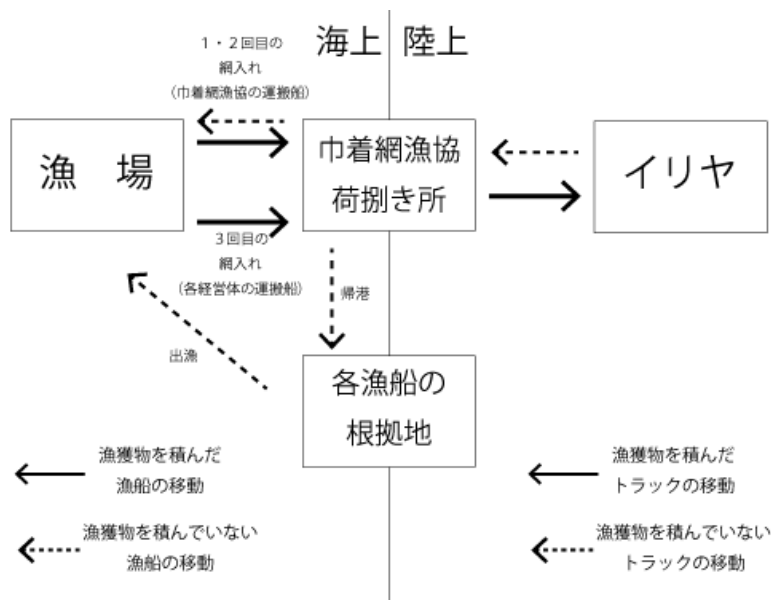 海上 陸上
1・2回目の
網入れ
(巾着網漁協の運搬船)
漁　場
巾着網漁協
荷捌き所
イリヤ
3回目の
網入れ
(各経営体の運搬船)
帰港
出漁
各漁船の
根拠地
漁獲物を積んだ
漁船の移動
漁獲物を積んでいない
漁船の移動
漁獲物を積んだ
トラックの移動
漁獲物を積んでいない
トラックの移動